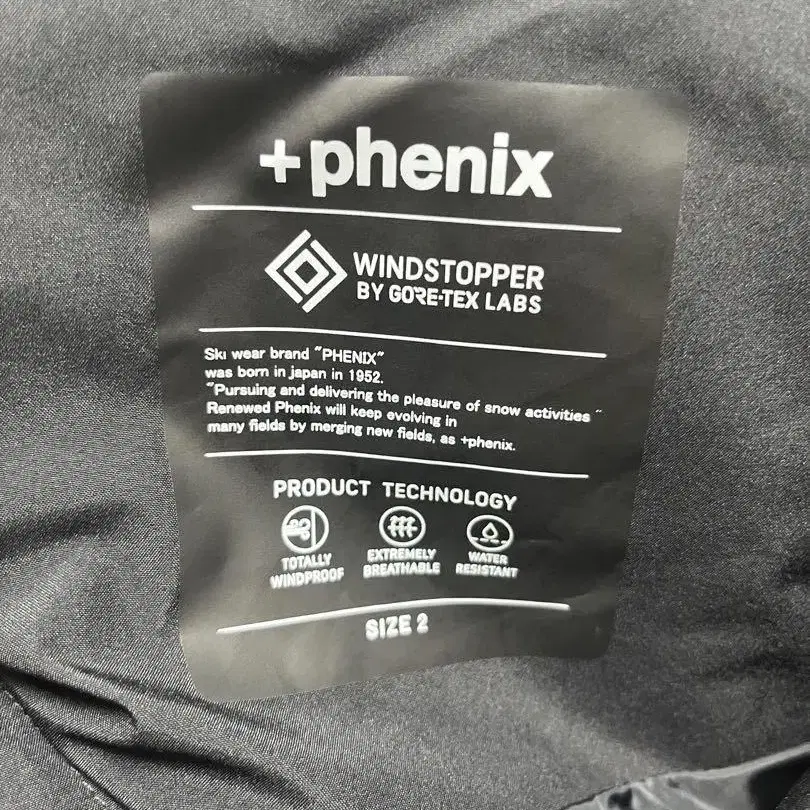 +phenix
WINDSTOPPER
BY GORE-TEX LABS
Ski wear brand "PHENIX"
was born in japan in 1952.
"Pursuing and delivering the pleasure of snow activities"
Renewed Phenix will keep evolving in
many fields by merging new fields, as +phenix.
PRODUCT TECHNOLOGY
TOTALLY
WINDPROOF
EXTREMELY
BREATHABLE
WATER
RESISTANT
SIZE 2